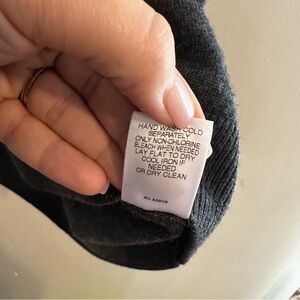 HAND WASH COLD
SEPARATELY
ONLY NON-CHLORINE
BLEACH WHEN NEEDED
LAY FLAT TO DRY
COOL IRON IF
NEEDED
OR DRY CLEAN
RN